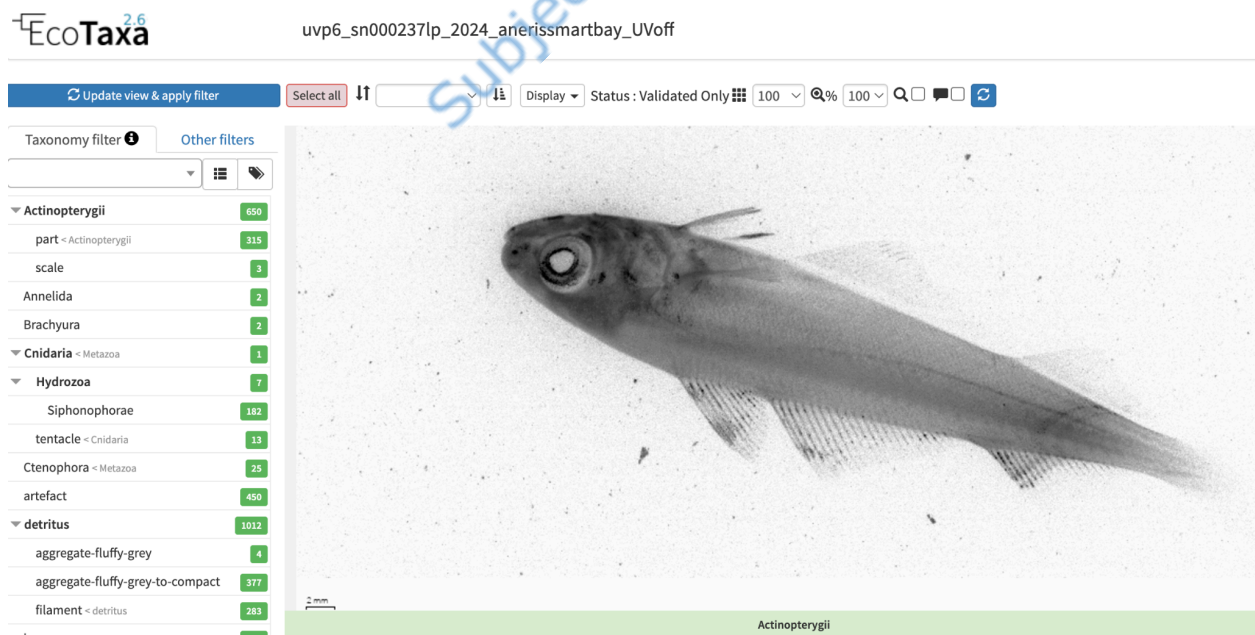 EcoTaxa 2.6
uvp6_sn000237lp_2024_anerissmartbay_UVoff
Update view & apply filter
Select all
Display
Status : Validated Only
100
%
100
Taxonomy filter
Other filters
Actinopterygii 650
part < Actinopterygii 315
scale 3
Annelida 2
Brachyura 2
Cnidaria < Metazoa 1
Hydrozoa 7
Siphonophorae 182
tentacle < Cnidaria 13
Ctenophora < Metazoa 25
artefact 450
detritus 1012
aggregate-fluffy-grey 4
aggregate-fluffy-grey-to-compact 377
filament < detritus 283
2 mm
Actinopterygii